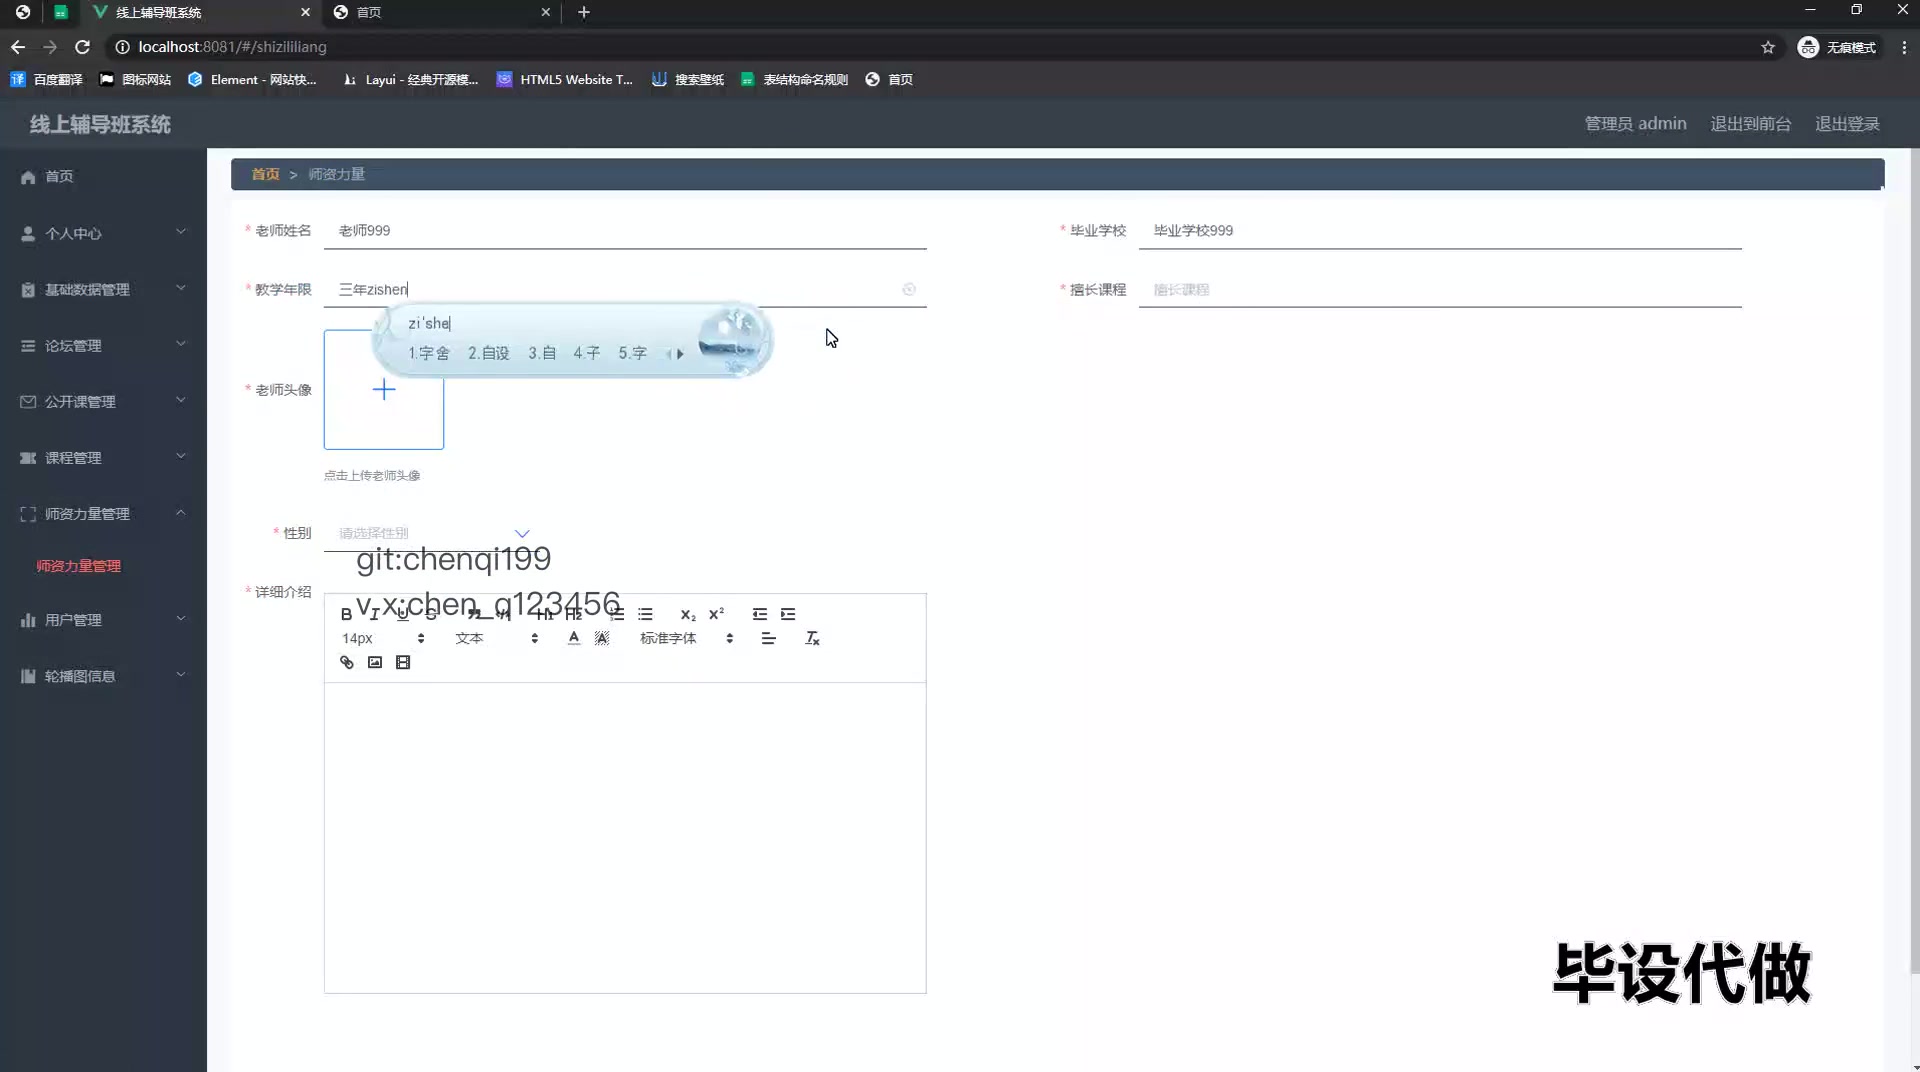 线上辅导班系统
首页
localhost:8081/#/shizililiang
无痕模式
百度翻译
图标网站
Element - 网站快...
Layui - 经典开源模...
HTML5 Website T...
搜索壁纸
表结构命名规则
首页
线上辅导班系统
管理员 admin
退出到前台
退出登录
首页
个人中心
基础数据管理
论坛管理
公开课管理
课程管理
师资力量管理
师资力量管理
用户管理
轮播图信息
首页 > 师资力量
* 老师姓名 老师999
* 毕业学校 毕业学校999
* 教学年限 三年zishen
* 擅长课程 擅长课程
zi'she
1.字舍 2.自设 3.自 4.子 5.字
* 老师头像
点击上传老师头像
* 性别 请选择性别
git:chenqi199
* 详细介绍
v_x:chen_q123456
14px 文本 标准字体
毕设代做